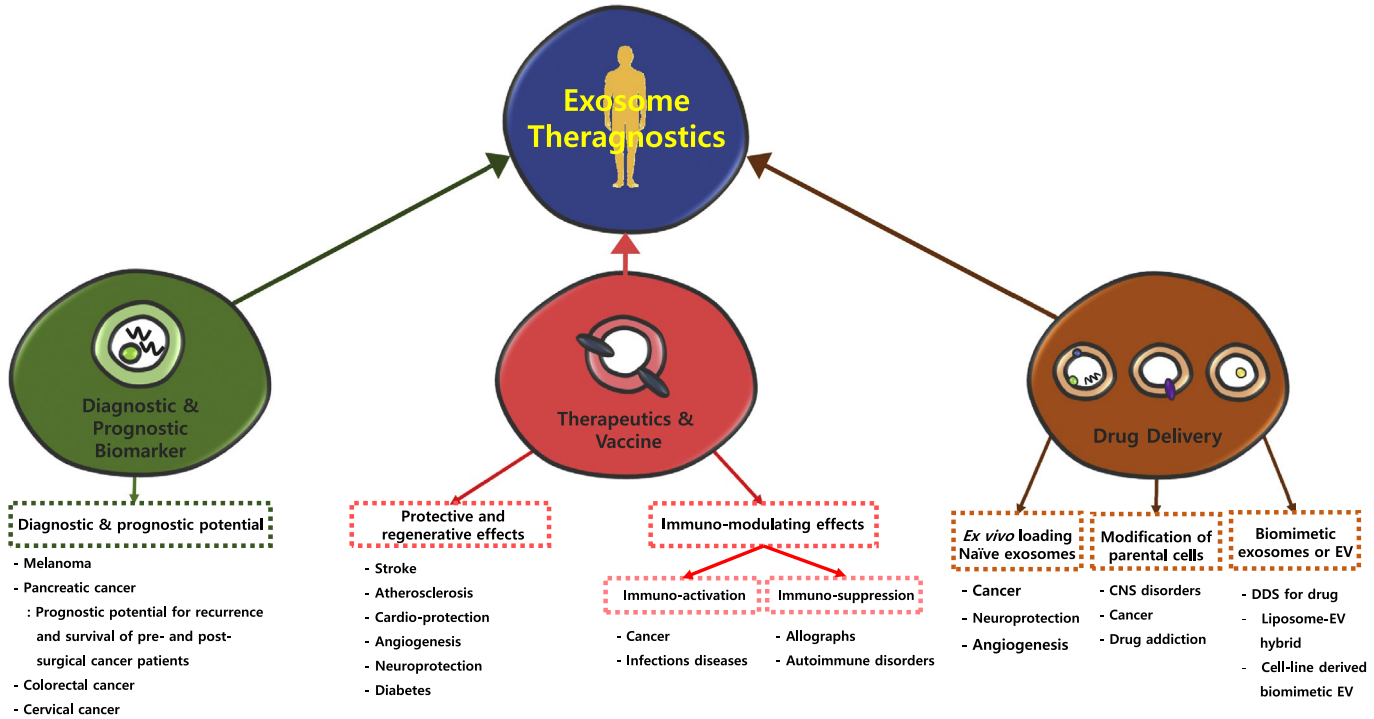 Exosome
Theragnostics
Diagnostic &
Prognostic
Biomarker
Diagnostic & prognostic potential
- Melanoma
- Pancreatic cancer
: Prognostic potential for recurrence
and survival of pre- and post-
surgical cancer patients
- Colorectal cancer
- Cervical cancer
Therapeutics &
Vaccine
Protective and
regenerative effects
- Stroke
- Atherosclerosis
- Cardio-protection
- Angiogenesis
- Neuroprotection
- Diabetes
Immuno-modulating effects
Immuno-activation
- Cancer
- Infections diseases
Immuno-suppression
- Allographs
- Autoimmune disorders
Drug Delivery
Ex vivo loading
Naïve exosomes
- Cancer
- Neuroprotection
- Angiogenesis
Modification of
parental cells
- CNS disorders
- Cancer
- Drug addiction
Biomimetic
exosomes or EV
- DDS for drug
- Liposome-EV
hybrid
- Cell-line derived
biomimetic EV